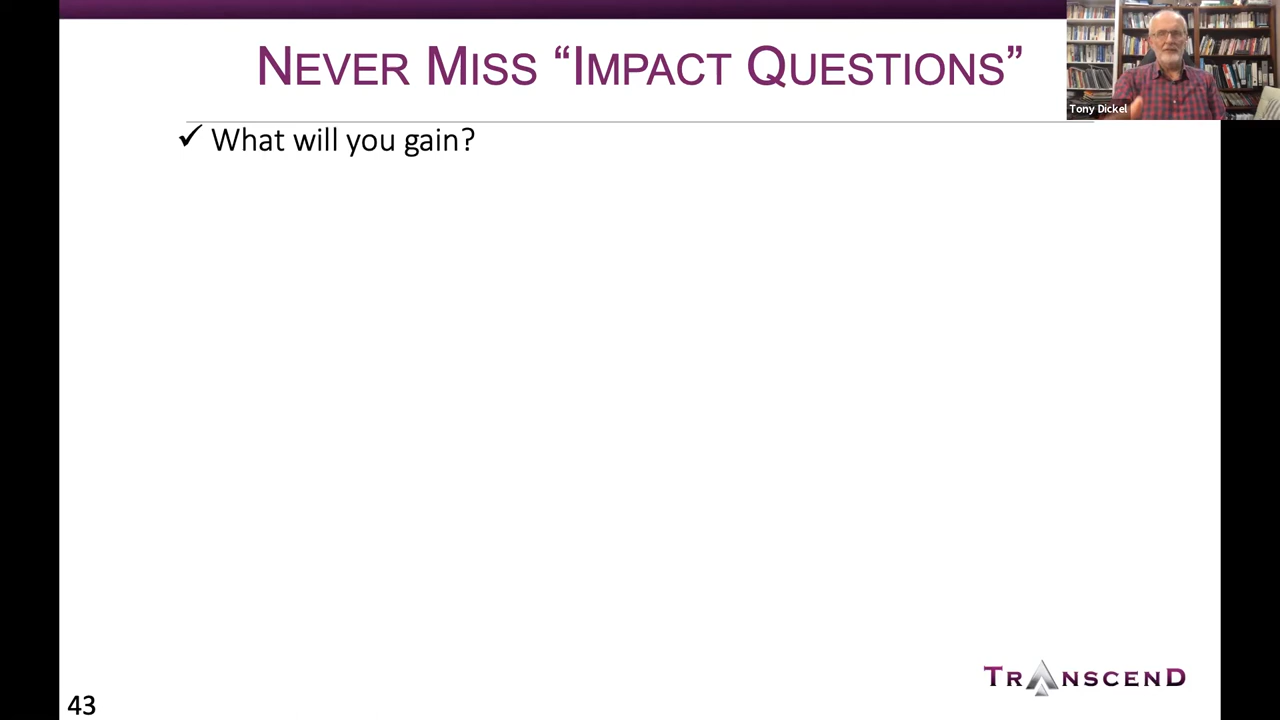 NEVER MISS “IMPACT QUESTIONS”
Tony Dickel
✓ What will you gain?
TRANSCEND
43